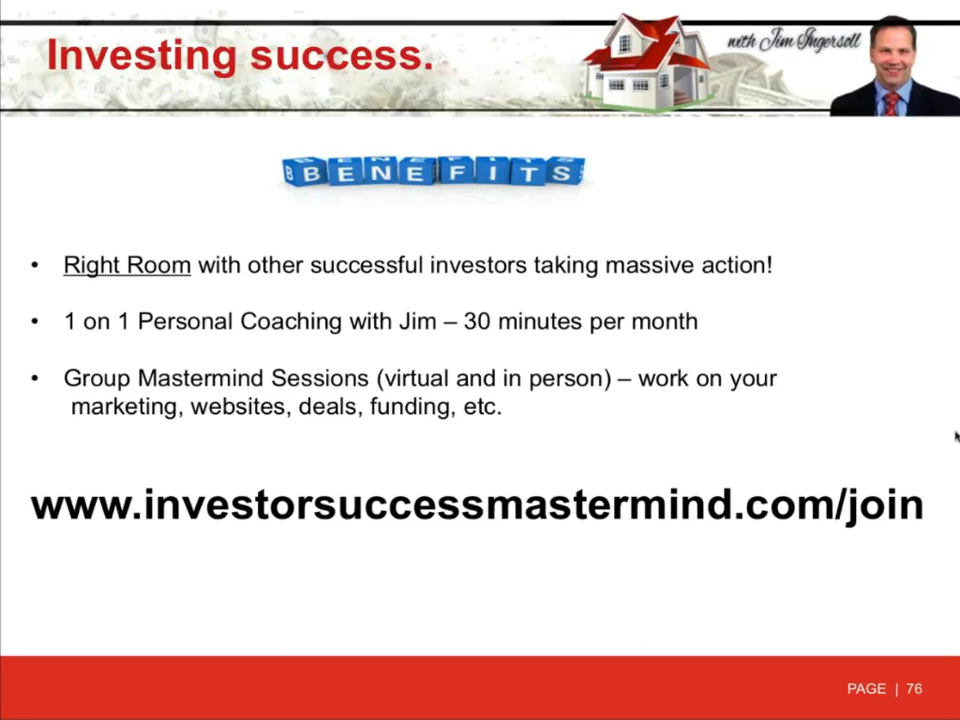 Investing success.
with Jim Ingersoll
BENEFITS
• Right Room with other successful investors taking massive action!
• 1 on 1 Personal Coaching with Jim – 30 minutes per month
• Group Mastermind Sessions (virtual and in person) – work on your
marketing, websites, deals, funding, etc.
www.investorsuccessmastermind.com/join
PAGE | 76